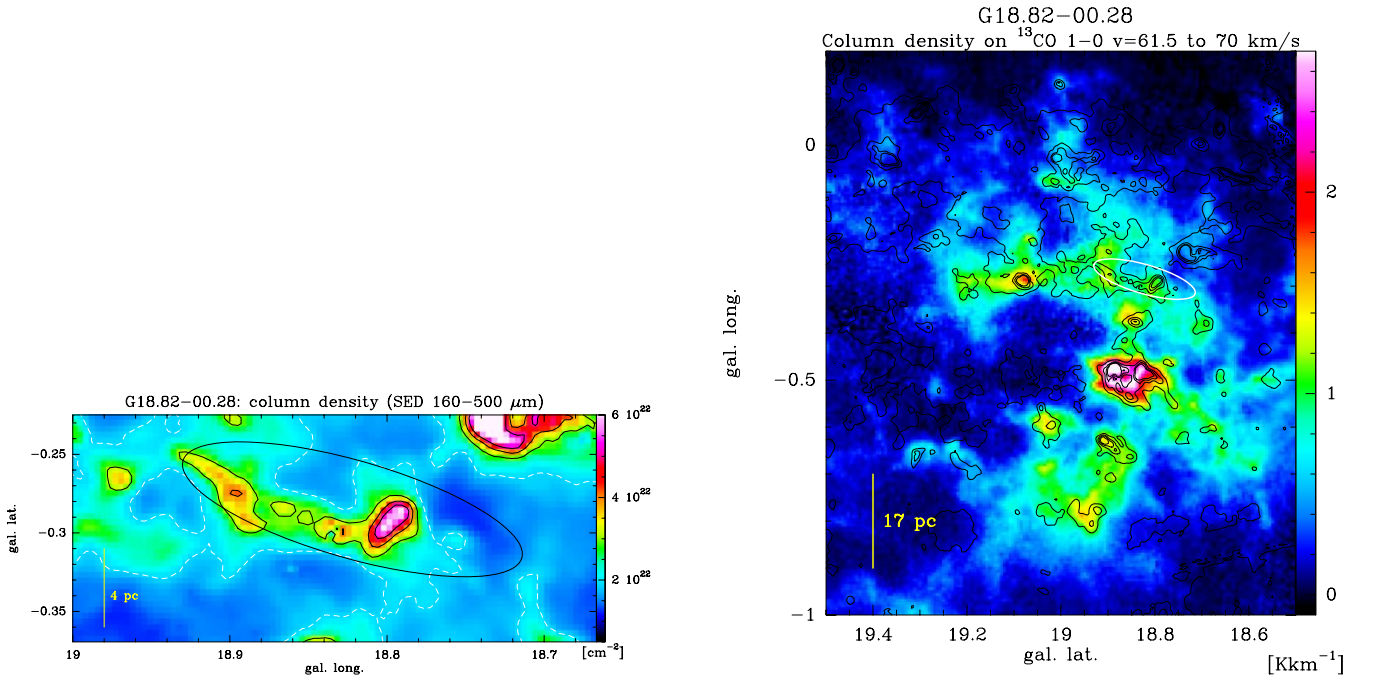 G18.82−00.28: column density (SED 160−500 μm)
6 10²²
4 10²²
2 10²²
−2
[cm⁻²]
−0.25
−0.3
−0.35
gal. lat.
4 pc
19
18.9
18.8
18.7
gal. long.
G18.82−00.28
Column density on ¹³CO 1−0 v=61.5 to 70 km/s
0
−0.5
−1
gal. long.
17 pc
2
1
0
19.4
19.2
19
18.8
18.6
gal. lat.
[Kkm⁻¹]